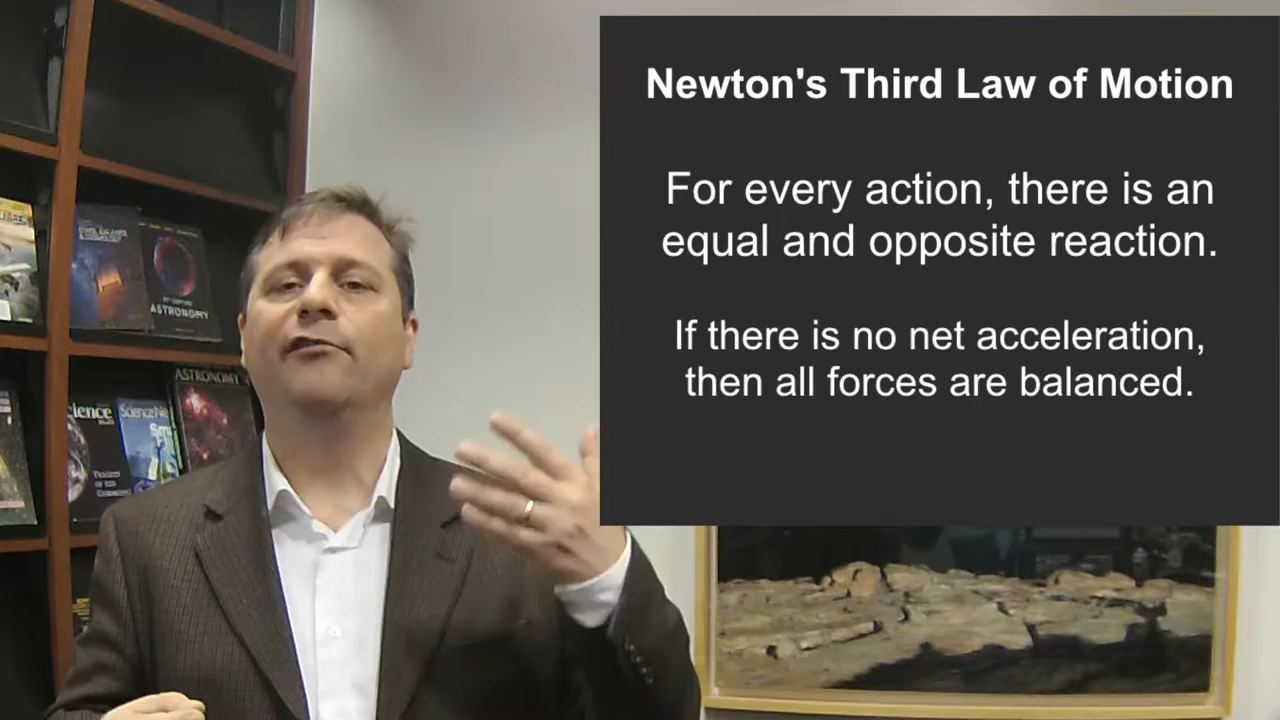 Newton's Third Law of Motion
For every action, there is an
equal and opposite reaction.
If there is no net acceleration,
then all forces are balanced.
ASTRONOMY
ASTRONOMY